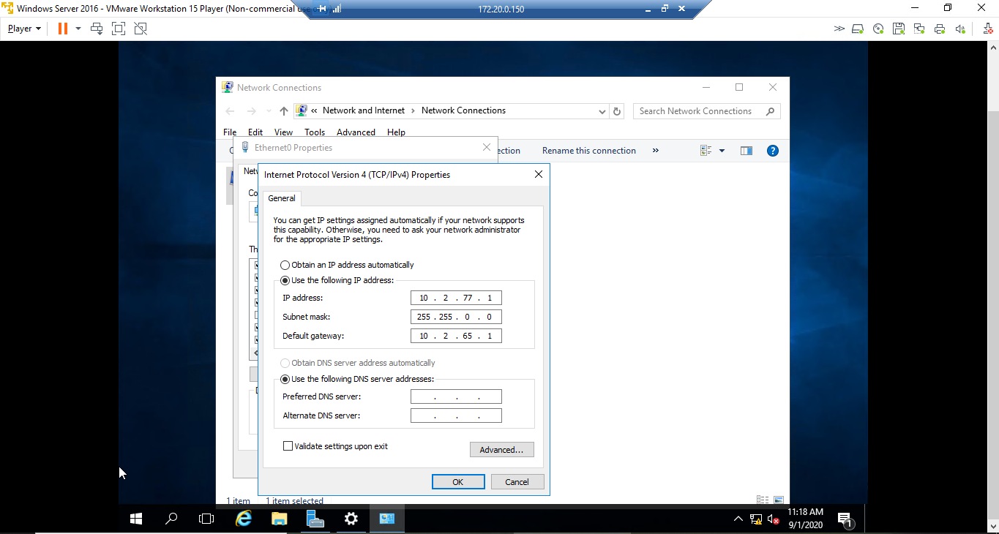 Windows Server 2016 - VMware Workstation 15 Player (Non-commercial use
172.20.0.150
Player
Network Connections
« Network and Internet › Network Connections
Search Network Connections
File Edit View Tools Advanced Help
Rename this connection »
Ethernet0 Properties
Internet Protocol Version 4 (TCP/IPv4) Properties
General
You can get IP settings assigned automatically if your network supports
this capability. Otherwise, you need to ask your network administrator
for the appropriate IP settings.
Obtain an IP address automatically
Use the following IP address:
IP address: 10 . 2 . 77 . 1
Subnet mask: 255 . 255 . 0 . 0
Default gateway: 10 . 2 . 65 . 1
Obtain DNS server address automatically
Use the following DNS server addresses:
Preferred DNS server: . . .
Alternate DNS server: . . .
Validate settings upon exit
Advanced...
OK Cancel
1 item 1 item selected
11:18 AM
9/1/2020
1